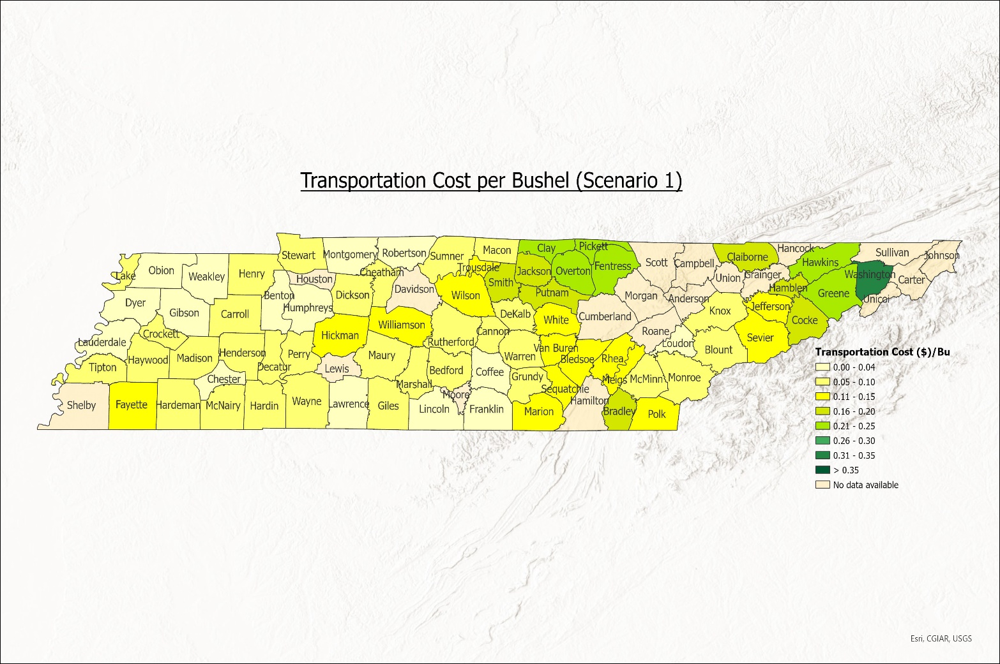 Transportation Cost per Bushel (Scenario 1)
Stewart
Montgomery
Robertson
Sumner
Macon
Clay
Pickett
Scott
Campbell
Claiborne
Hancock
Hawkins
Sullivan
Johnson
Lake
Obion
Weakley
Henry
Houston
Cheatham
Trousdale
Smith
Jackson
Overton
Fentress
Union
Grainger
Hamblen
Greene
Washington
Carter
Unicoi
Dyer
Gibson
Carroll
Benton
Humphreys
Dickson
Davidson
Wilson
Putnam
Morgan
Anderson
Knox
Jefferson
Cocke
Lauderdale
Crockett
Hickman
Williamson
Rutherford
DeKalb
Cannon
White
Cumberland
Roane
Loudon
Blount
Sevier
Tipton
Haywood
Madison
Henderson
Decatur
Perry
Lewis
Maury
Bedford
Coffee
Warren
Van Buren
Bledsoe
Rhea
Meigs
McMinn
Monroe
Chester
Marshall
Moore
Grundy
Sequatchie
Hamilton
Shelby
Fayette
Hardeman
McNairy
Hardin
Wayne
Lawrence
Giles
Lincoln
Franklin
Marion
Bradley
Polk
Transportation Cost ($)/Bu
0.00 - 0.04
0.05 - 0.10
0.11 - 0.15
0.16 - 0.20
0.21 - 0.25
0.26 - 0.30
0.31 - 0.35
> 0.35
No data available
Esri, CGIAR, USGS